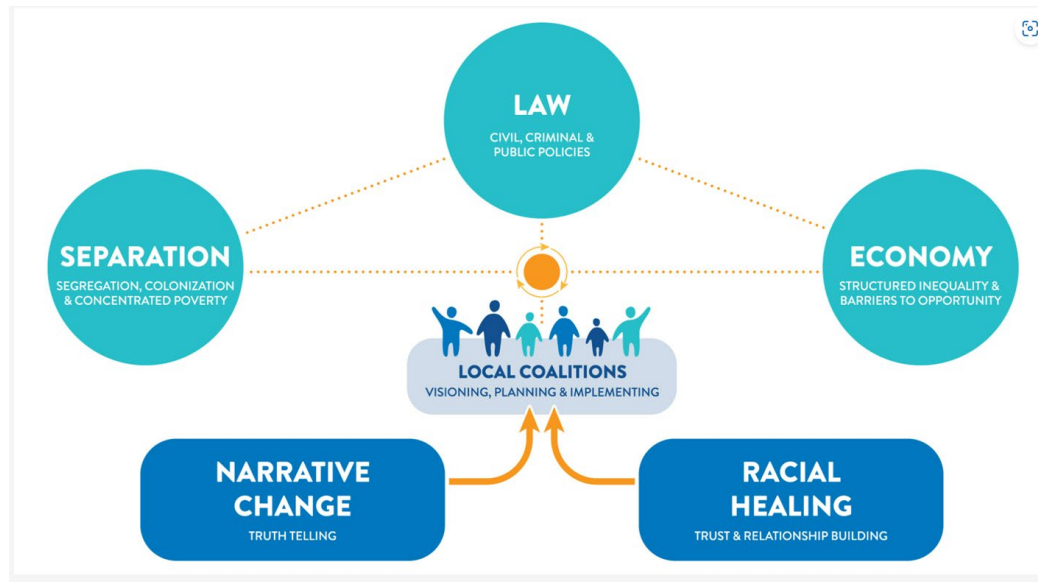 LAW
CIVIL, CRIMINAL &
PUBLIC POLICIES
SEPARATION
SEGREGATION, COLONIZATION
& CONCENTRATED POVERTY
ECONOMY
STRUCTURED INEQUALITY &
BARRIERS TO OPPORTUNITY
LOCAL COALITIONS
VISIONING, PLANNING & IMPLEMENTING
NARRATIVE
CHANGE
TRUTH TELLING
RACIAL
HEALING
TRUST & RELATIONSHIP BUILDING